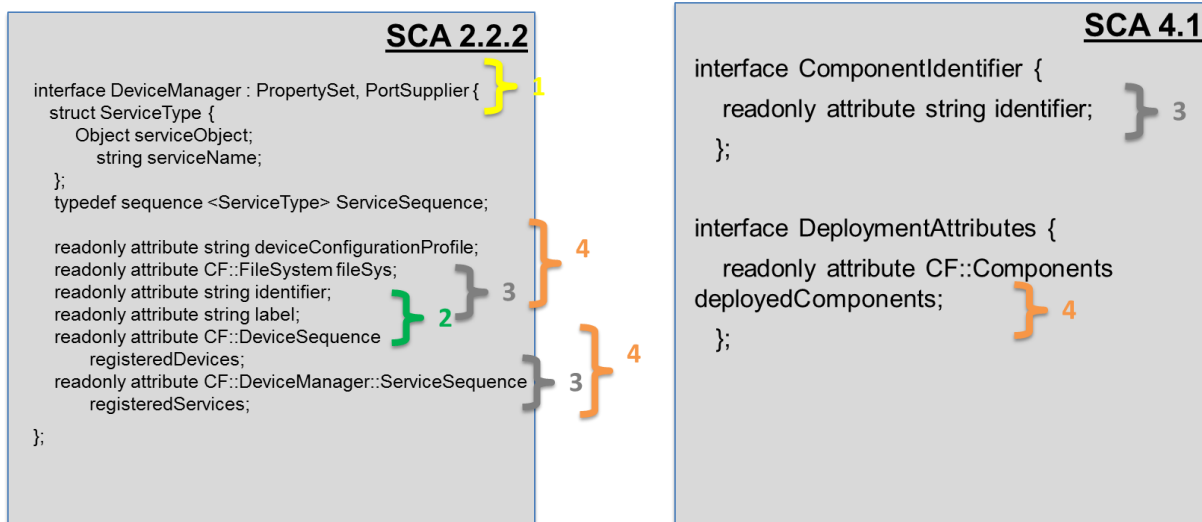 SCA 2.2.2
interface DeviceManager : PropertySet, PortSupplier {
1
struct ServiceType {
Object serviceObject;
string serviceName;
};
typedef sequence <ServiceType> ServiceSequence;
readonly attribute string deviceConfigurationProfile;
4
readonly attribute CF::FileSystem fileSys;
readonly attribute string identifier;
3
readonly attribute string label;
2
readonly attribute CF::DeviceSequence
registeredDevices;
4
readonly attribute CF::DeviceManager::ServiceSequence
3
registeredServices;
};
SCA 4.1
interface ComponentIdentifier {
readonly attribute string identifier;
3
};
interface DeploymentAttributes {
readonly attribute CF::Components
deployedComponents;
4
};